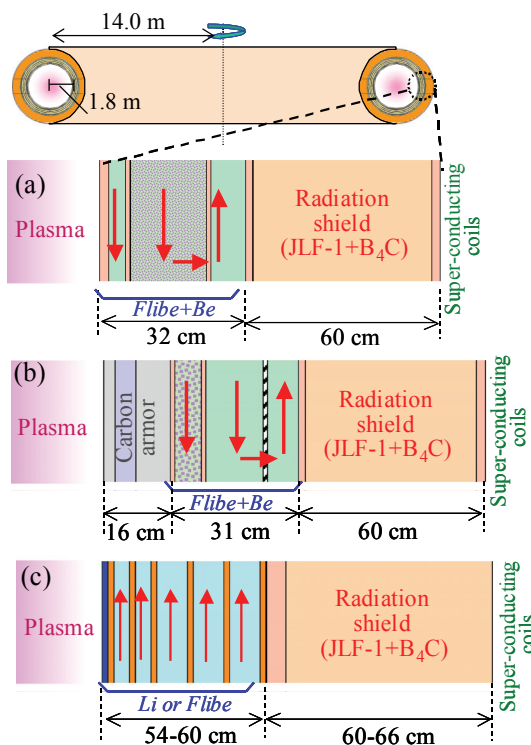 14.0 m
1.8 m
(a)
Plasma
Radiation
shield
(JLF-1+B₄C)
Super-conducting
coils
Flibe+Be
32 cm
60 cm
(b)
Plasma
Carbon
armor
Radiation
shield
(JLF-1+B₄C)
Super-conducting
coils
Flibe+Be
16 cm
31 cm
60 cm
(c)
Plasma
Radiation
shield
(JLF-1+B₄C)
Super-conducting
coils
Li or Flibe
54-60 cm
60-66 cm